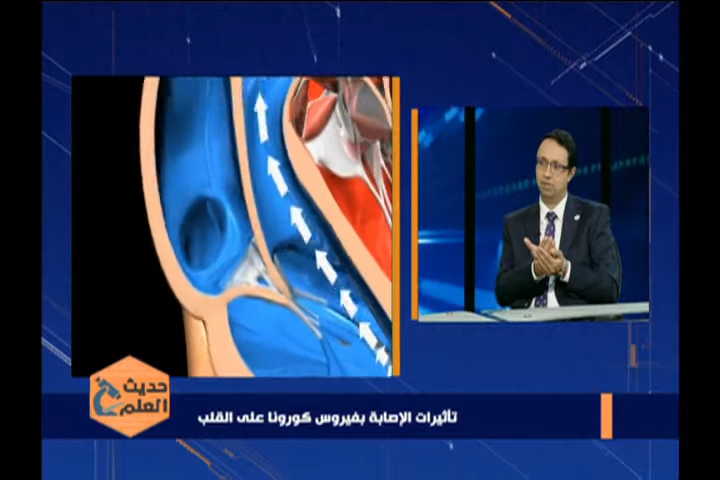 تأثيرات الإصابة بفيروس كورونا على القلب
حديث
العلم